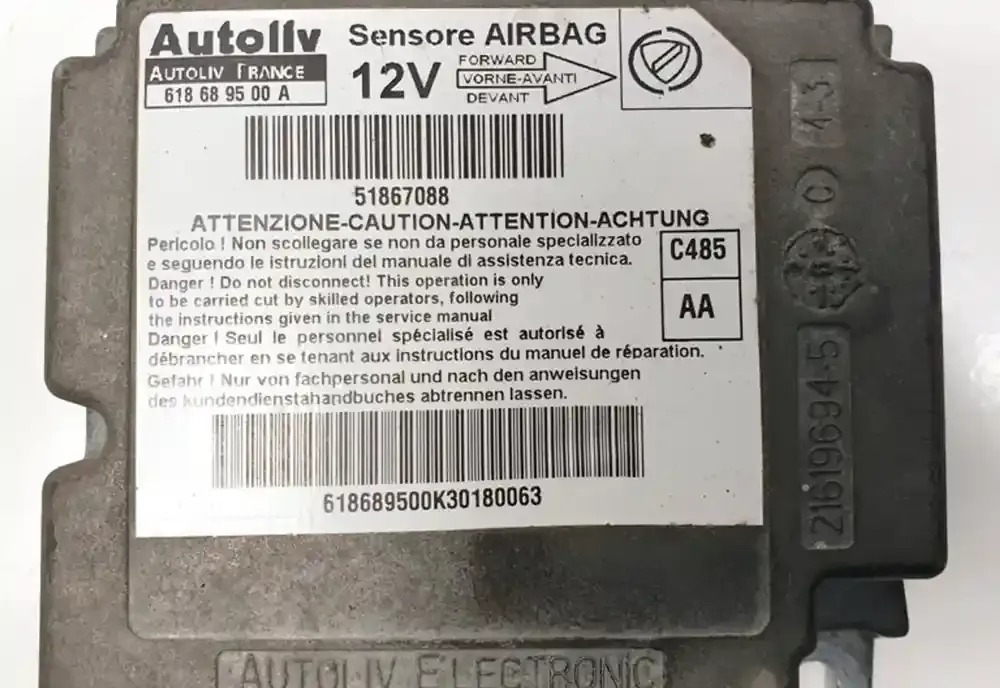 Autoliv
Sensore AIRBAG
AUTOLIV FRANCE
618 68 95 00 A
12V
FORWARD
VORNE-AVANTI
DEVANT
51867088
ATTENZIONE-CAUTION-ATTENTION-ACHTUNG
Pericolo ! Non scollegare se non da personale specializzato
e seguendo le istruzioni del manuale di assistenza tecnica.
Danger ! Do not disconnect! This operation is only
to be carried cut by skilled operators, following
the instructions given in the service manual
Danger ! Seul le personnel spécialisé est autorisé à
débrancher en se tenant aux instructions du manuel de réparation.
Gefahr ! Nur von fachpersonal und nach den anweisungen
des kundendienstahandbuches abtrennen lassen.
C485
AA
618689500K30180063
4-3
21619694-5
AUTOLIV ELECTRONIC